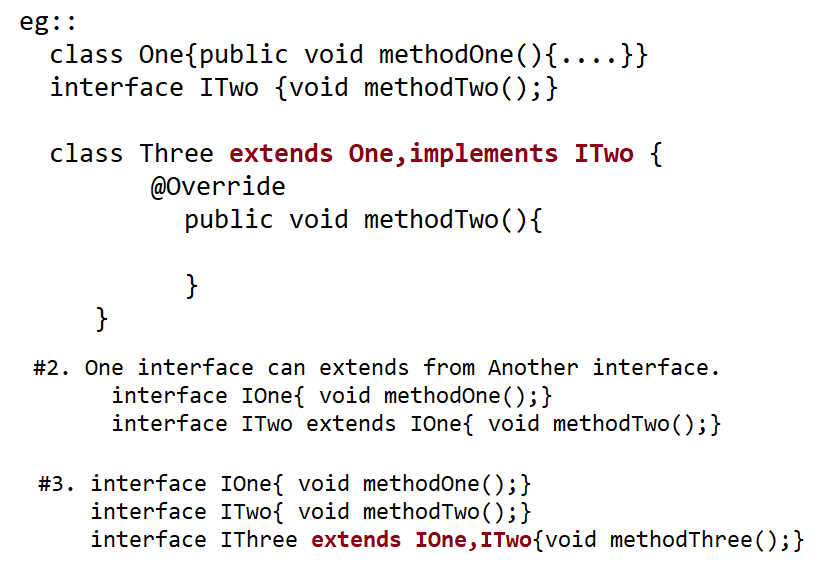 eg::
class One{public void methodOne(){....}}
interface ITwo {void methodTwo();}
class Three extends One,implements ITwo {
@Override
public void methodTwo(){
}
}
#2. One interface can extends from Another interface.
interface IOne{ void methodOne();}
interface ITwo extends IOne{ void methodTwo();}
#3. interface IOne{ void methodOne();}
interface ITwo{ void methodTwo();}
interface IThree extends IOne,ITwo{void methodThree();}